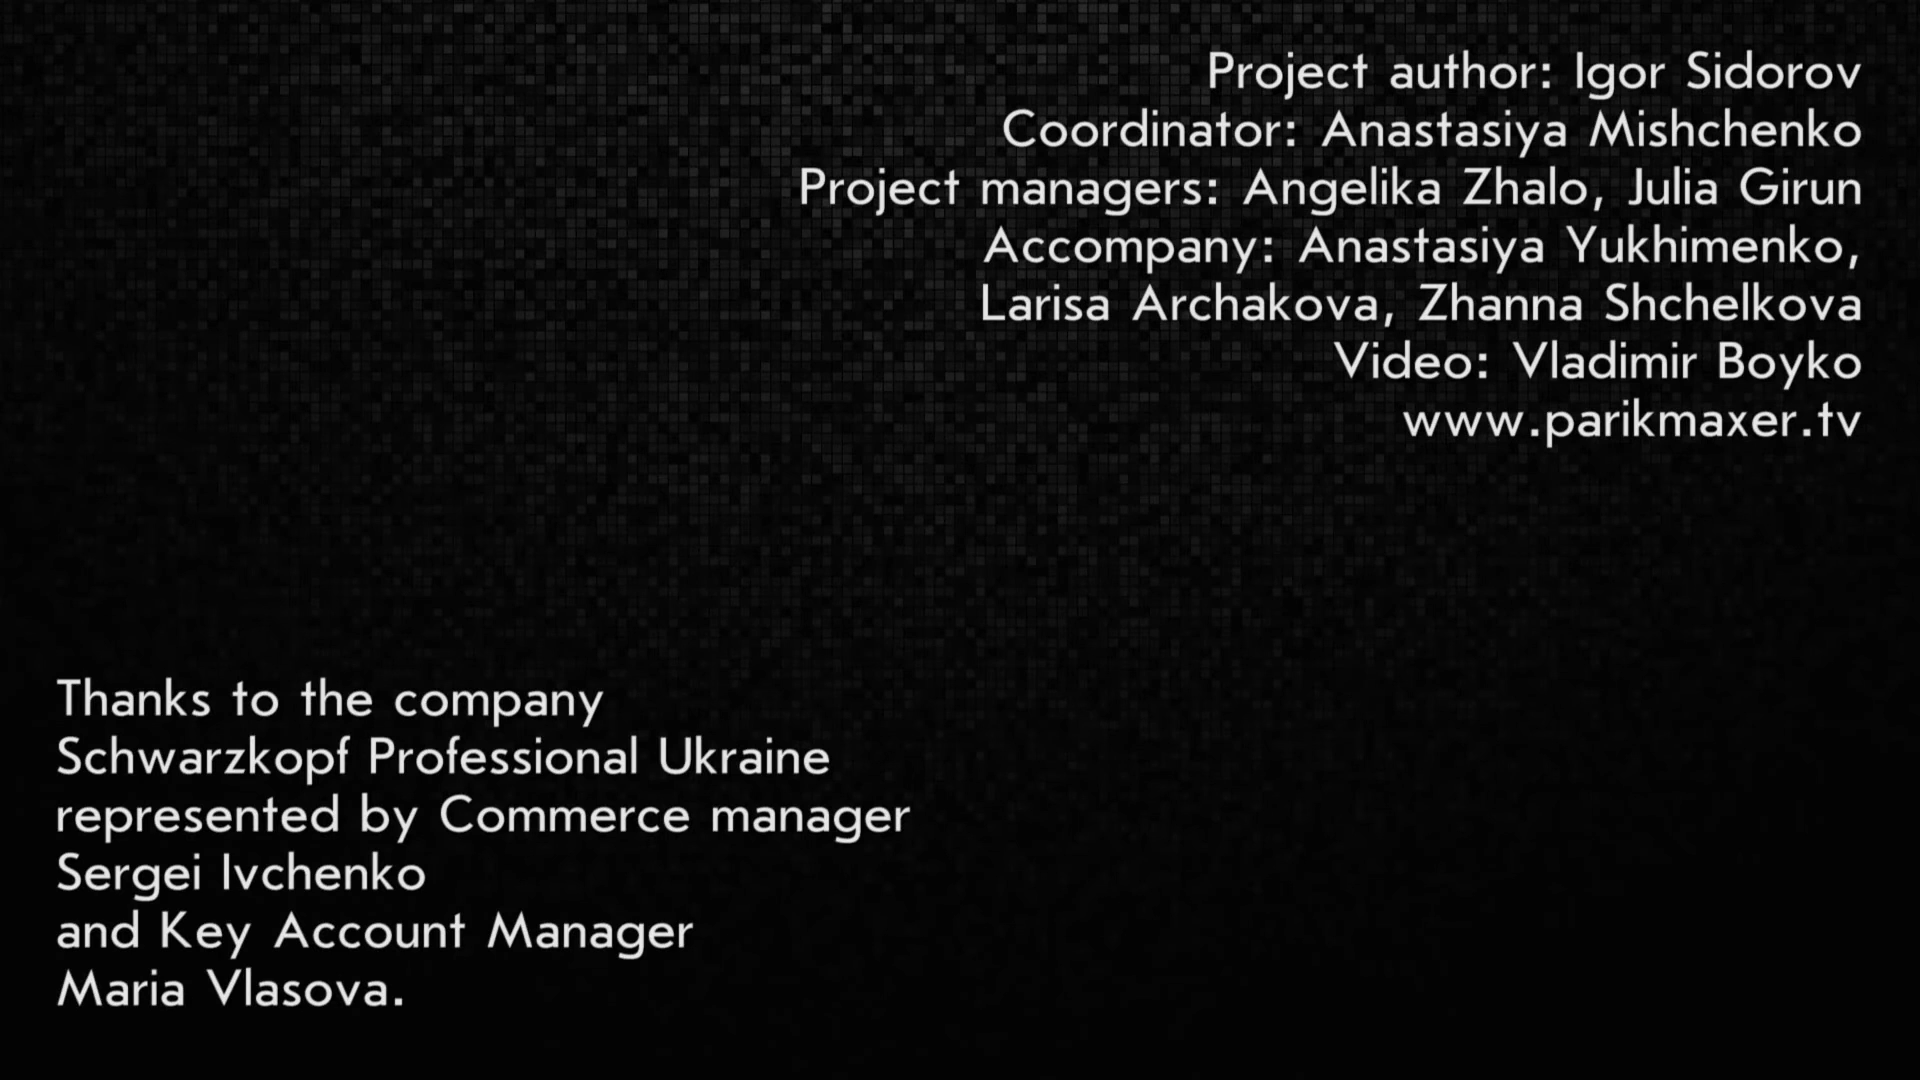 Project author: Igor Sidorov
Coordinator: Anastasiya Mishchenko
Project managers: Angelika Zhalo, Julia Girun
Accompany: Anastasiya Yukhimenko,
Larisa Archakova, Zhanna Shchelkova
Video: Vladimir Boyko
www.parikmaxer.tv
Thanks to the company
Schwarzkopf Professional Ukraine
represented by Commerce manager
Sergei Ivchenko
and Key Account Manager
Maria Vlasova.